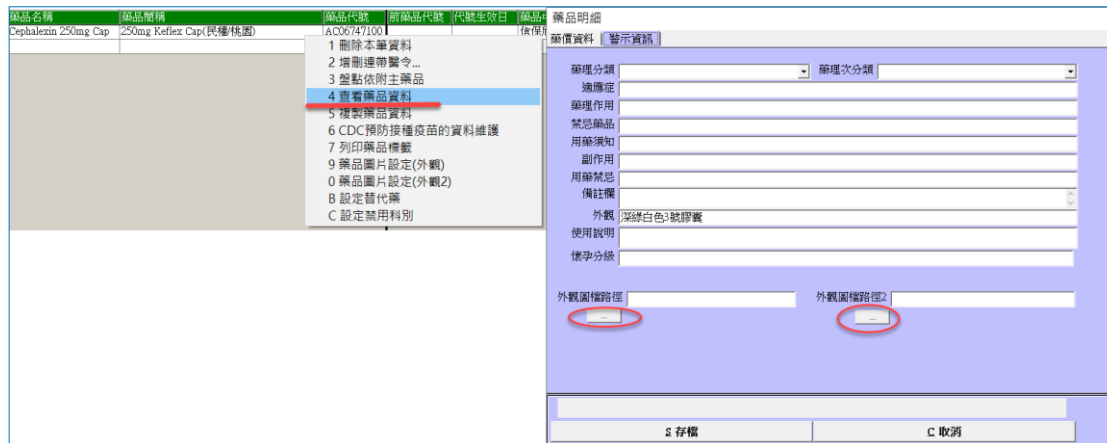 藥品名稱 藥品簡稱 藥品代號 前藥品代號 代號生效日
Cephalexin 250mg Cap 250mg Keflex Cap(民權/桃園) AC06747100
1 刪除本筆資料
2 增刪連帶醫令...
3 盤點依附主藥品
4 查看藥品資料
5 複製藥品資料
6 CDC預防接種疫苗的資料維護
7 列印藥品標籤
9 藥品圖片設定(外觀)
0 藥品圖片設定(外觀2)
B 設定替代藥
C 設定禁用科別
藥品明細
藥價資料 警示資訊
藥理分類 藥理次分類
適應症
藥理作用
禁忌藥品
用藥須知
副作用
用藥禁忌
備註欄
外觀 深綠白色3號膠囊
使用說明
懷孕分級
外觀圖檔路徑 外觀圖檔路徑2
... ...
S 存檔 C 取消